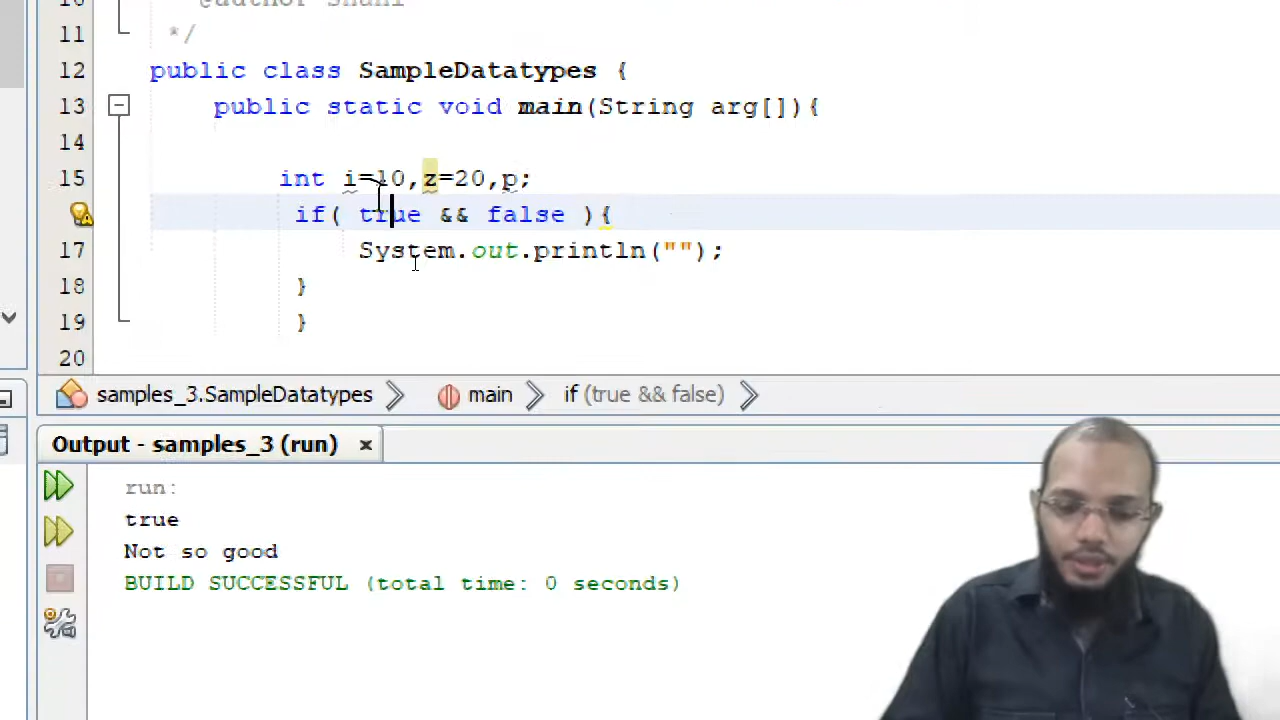 10 @author Shani
11 */
12 public class SampleDatatypes {
13 public static void main(String arg[]){
14
15 int i=10,z=20,p;
if( true && false ){
17 System.out.println("");
18 }
19 }
20
samples_3.SampleDatatypes main if (true && false)
Output - samples_3 (run) x
run:
true
Not so good
BUILD SUCCESSFUL (total time: 0 seconds)